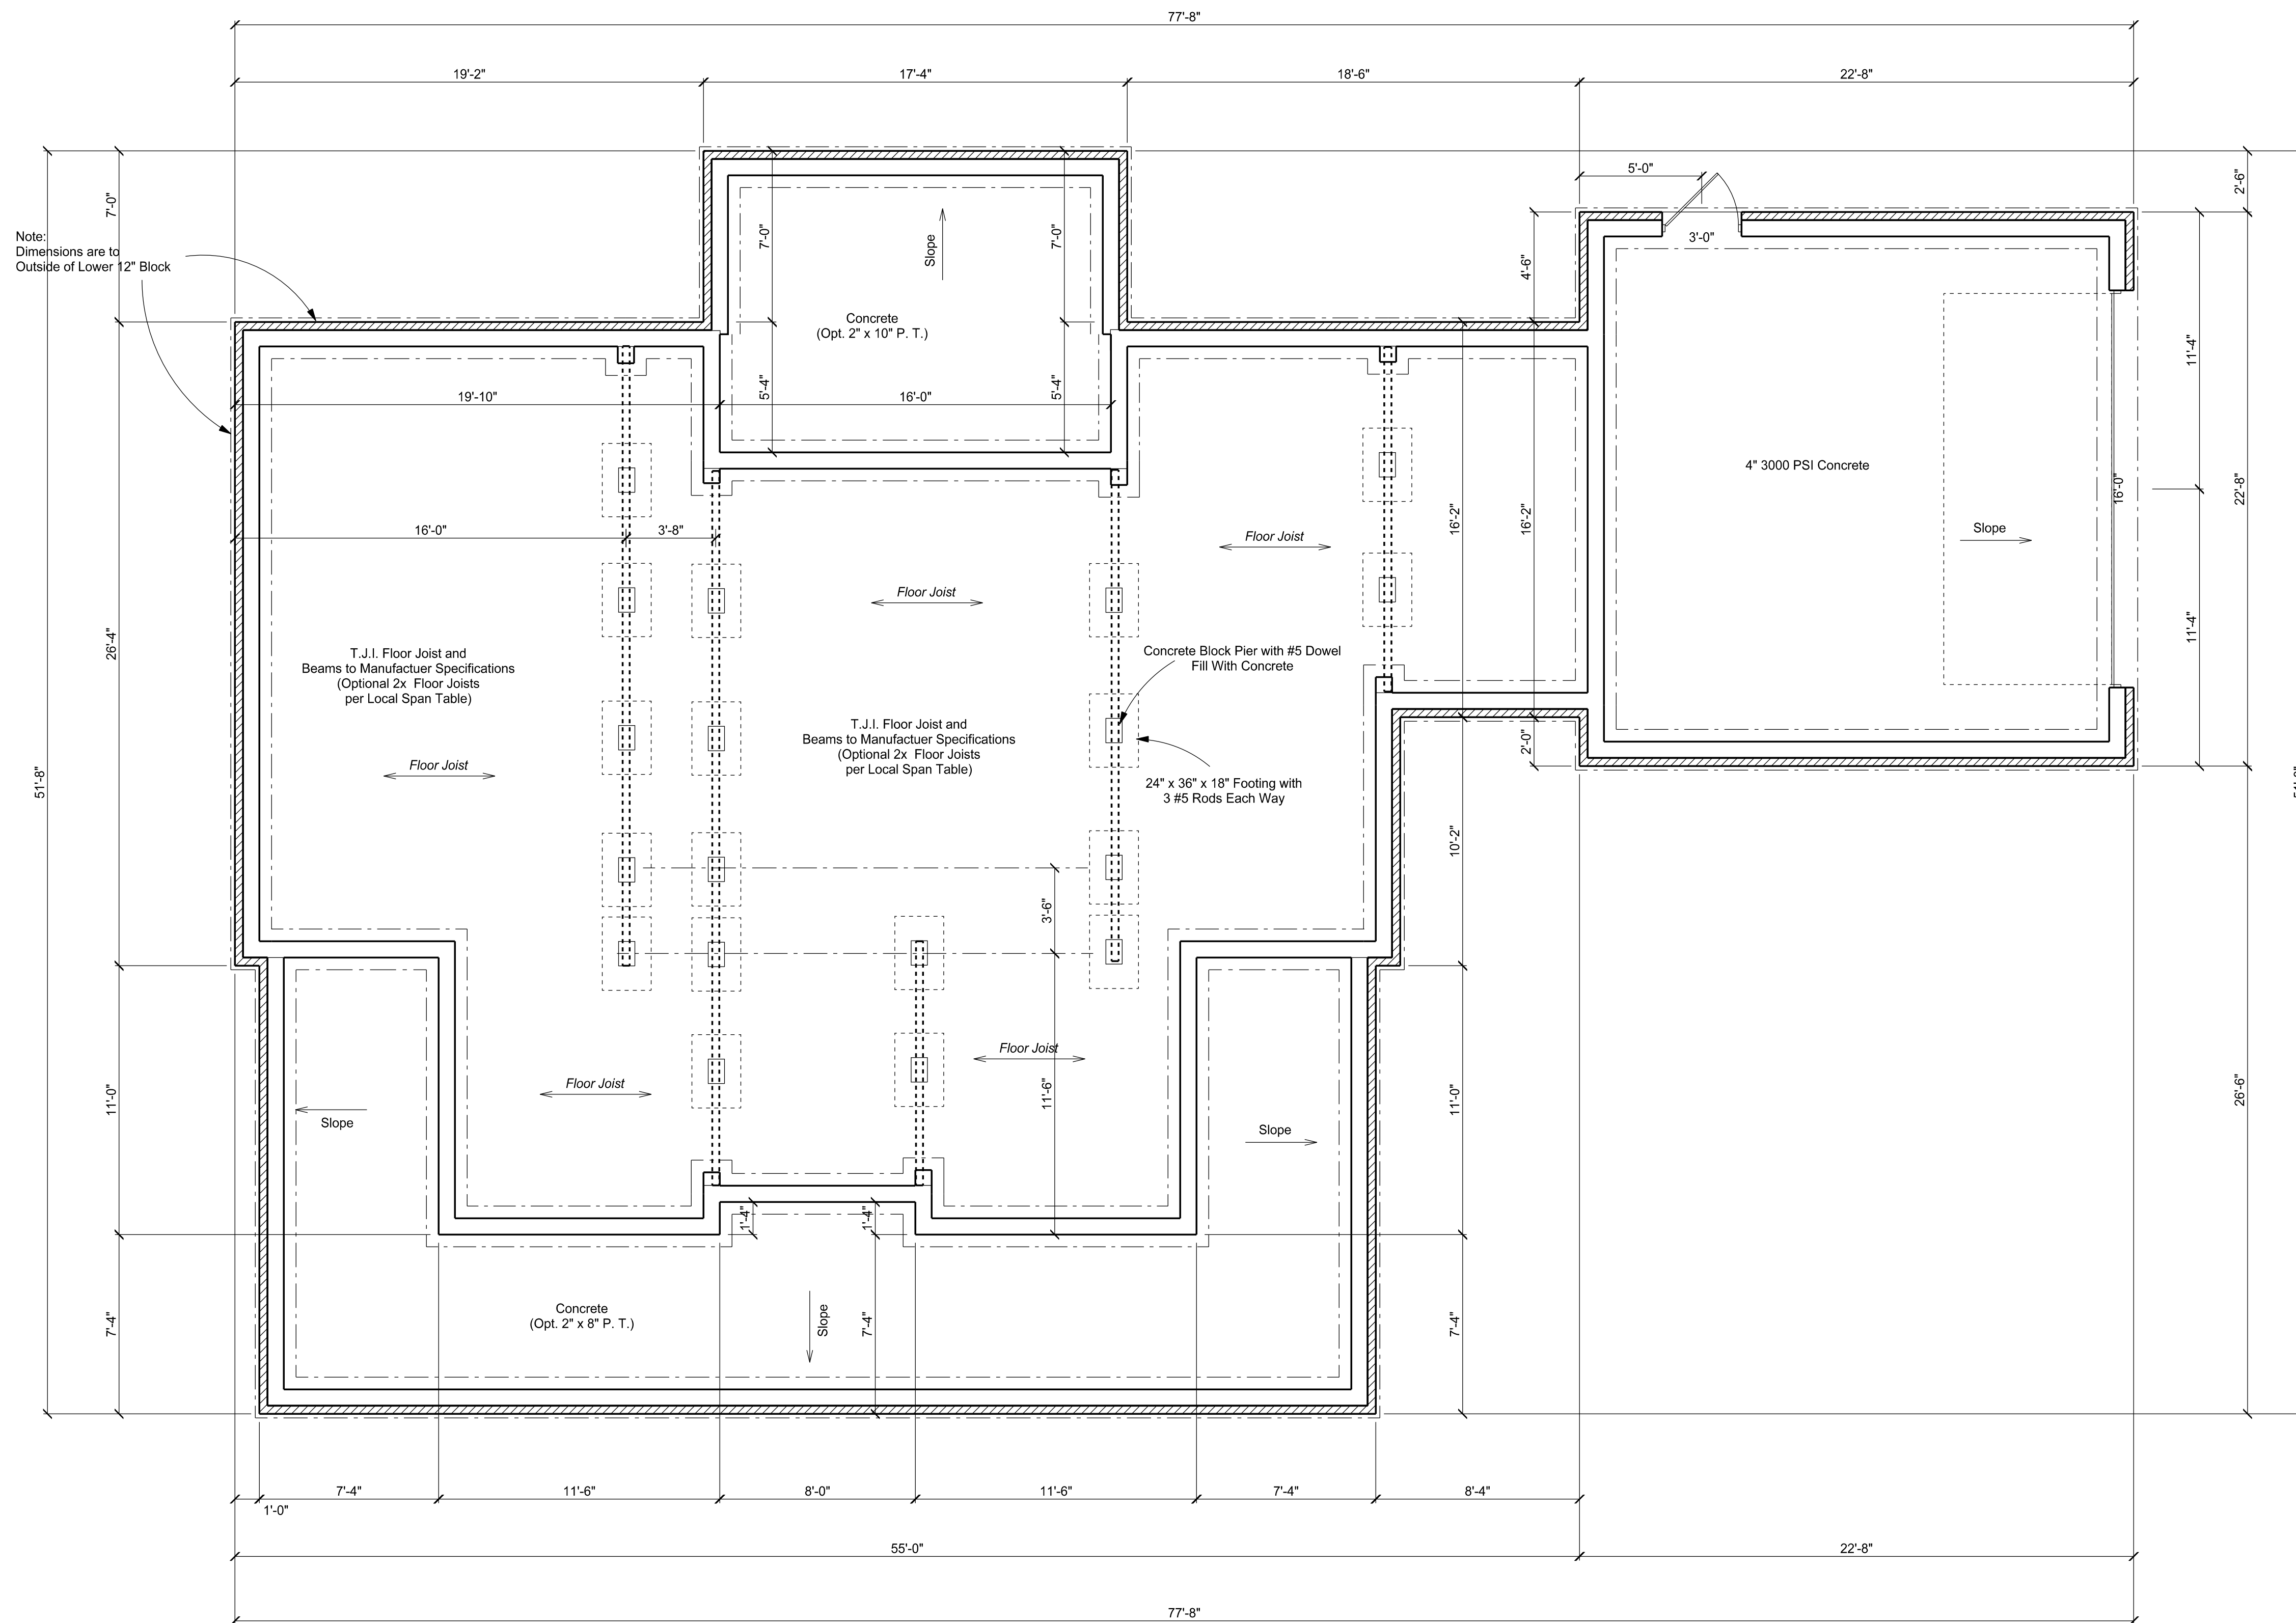 77'-8"
19'-2"
17'-4"
18'-6"
22'-8"
5'-0"
2'-6"
7'-0"
7'-0"
7'-0"
Slope
4'-6"
3'-0"
Note:
Dimensions are to
Outside of Lower 12" Block
Concrete
(Opt. 2" x 10" P. T.)
11'-4"
5'-4"
5'-4"
19'-10"
16'-0"
4" 3000 PSI Concrete
16'-0"
22'-8"
16'-0"
3'-8"
16'-2"
16'-2"
Slope
Floor Joist
Floor Joist
26'-4"
11'-4"
T.J.I. Floor Joist and
Beams to Manufactuer Specifications
(Optional 2x Floor Joists
per Local Span Table)
Concrete Block Pier with #5 Dowel
Fill With Concrete
T.J.I. Floor Joist and
Beams to Manufactuer Specifications
(Optional 2x Floor Joists
per Local Span Table)
2'-0"
Floor Joist
51'-8"
24" x 36" x 18" Footing with
3 #5 Rods Each Way
10'-2"
3'-6"
Floor Joist
Floor Joist
11'-0"
11'-6"
11'-0"
26'-6"
Slope
Slope
1'-4"
1'-4"
Concrete
(Opt. 2" x 8" P. T.)
Slope
7'-4"
7'-4"
7'-4"
1'-0"
7'-4"
11'-6"
8'-0"
11'-6"
7'-4"
8'-4"
55'-0"
22'-8"
77'-8"